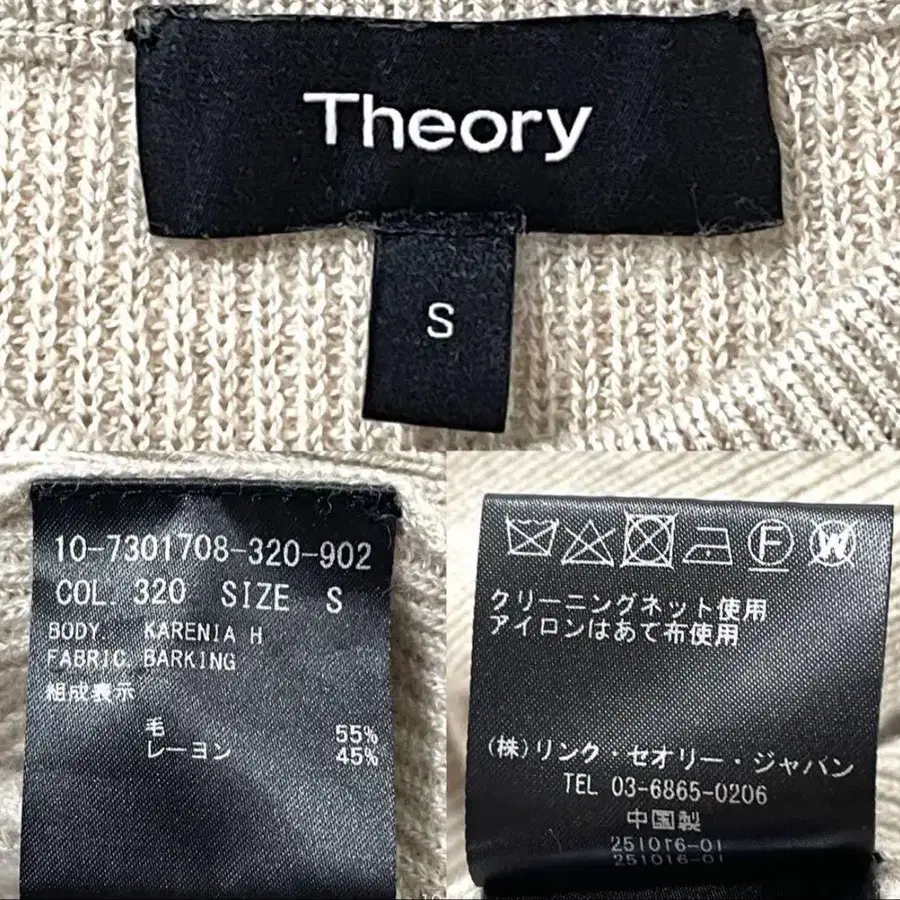 Theory
S
10-7301708-320-902
COL. 320 SIZE S
BODY. KARENIA H
FABRIC. BARKING
組成表示
毛 55%
レーヨン 45%
F W
クリーニングネット使用
アイロンはあて布使用
(株)リンク・セオリー・ジャパン
TEL 03-6865-0206
中国製
251016-01
251016-01